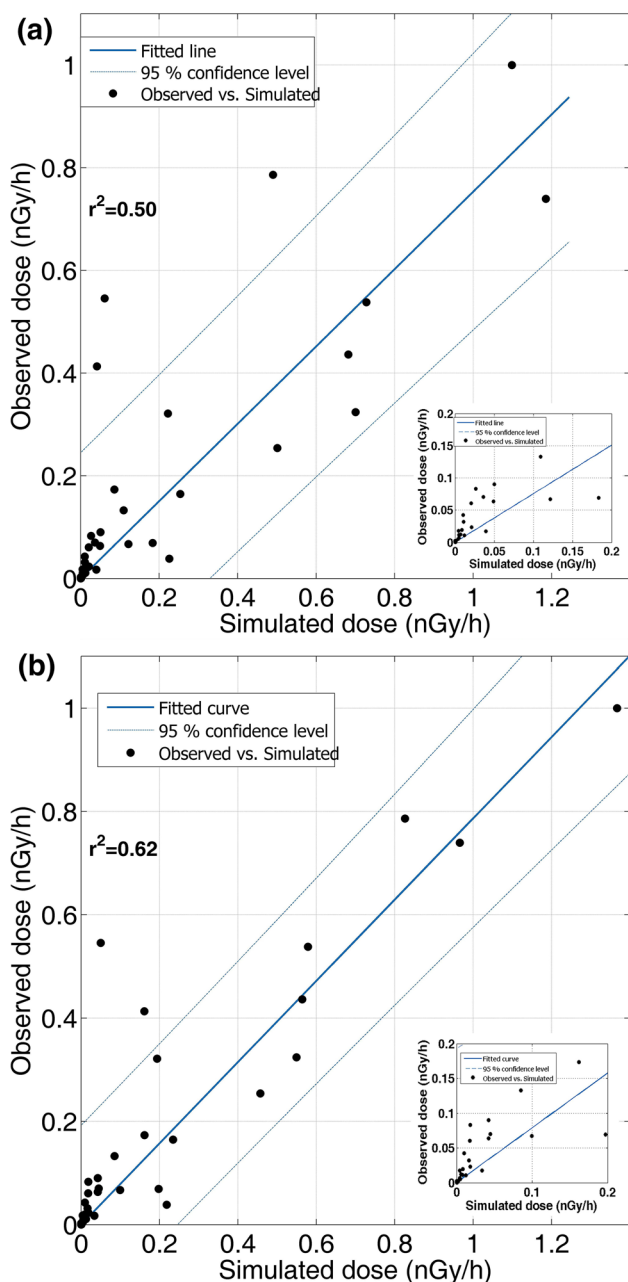 (a)
Fitted line
95 % confidence level
Observed vs. Simulated
r²=0.50
Observed dose (nGy/h)
1
0.8
0.6
0.4
0.2
0
0
0.2
0.4
0.6
0.8
1
1.2
Simulated dose (nGy/h)
Fitted line
95 % confidence level
Observed vs. Simulated
Observed dose (nGy/h)
0.2
0.15
0.1
0.05
0
0
0.05
0.1
0.15
0.2
Simulated dose (nGy/h)
(b)
Fitted curve
95 % confidence level
Observed vs. Simulated
r²=0.62
Observed dose (nGy/h)
1
0.8
0.6
0.4
0.2
0
0
0.2
0.4
0.6
0.8
1
1.2
Simulated dose (nGy/h)
Fitted curve
95 % confidence level
Observed vs. Simulated
Observed dose (nGy/h)
0.2
0.15
0.1
0.05
0
0
0.1
0.2
Simulated dose (nGy/h)